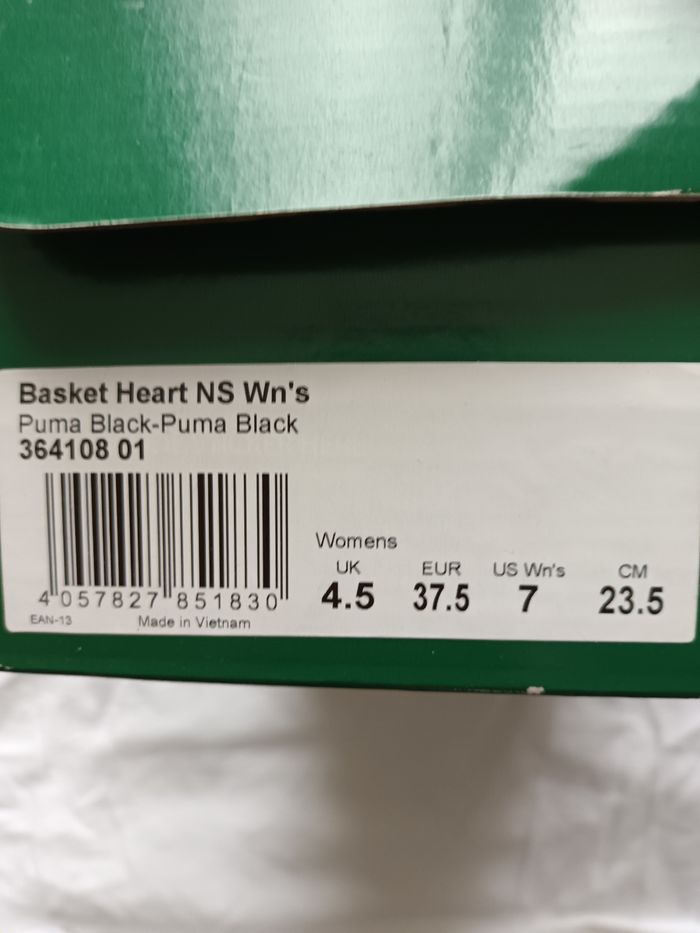 Basket Heart NS Wn's
Puma Black-Puma Black
364108 01
4 057827 851830
EAN-13 Made in Vietnam
Womens
UK EUR US Wn's CM
4.5 37.5 7 23.5